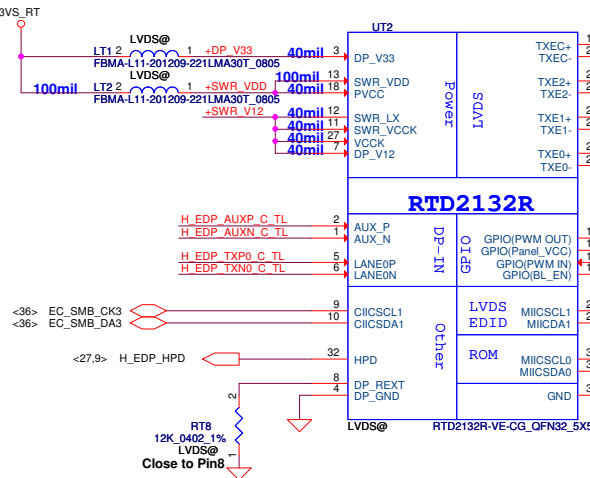 3VS_RT
LVDS@
LT1 2 1 +DP_V33 40mil 3
FBMA-L11-201209-221LMA30T_0805
LVDS@
100mil LT2 2 1 +SWR_VDD 100mil 13
40mil 18
FBMA-L11-201209-221LMA30T_0805
+SWR_V12 40mil 12
40mil 11
40mil 27
40mil 7
UT2
DP_V33
SWR_VDD
PVCC
SWR_LX
SWR_VCCK
VCCK
DP_V12
Power
LVDS
TXEC+
TXEC-
TXE2+
TXE2-
TXE1+
TXE1-
TXE0+
TXE0-
RTD2132R
H_EDP_AUXP_C_TL 2 AUX_P
H_EDP_AUXN_C_TL 1 AUX_N
H_EDP_TXP0_C_TL 5 LANE0P
H_EDP_TXN0_C_TL 6 LANE0N
DP-IN
GPIO
GPIO(PWM OUT)
GPIO(Panel_VCC)
GPIO(PWM IN)
GPIO(BL_EN)
<36> EC_SMB_CK3 9 CIICSCL1
<36> EC_SMB_DA3 10 CIICSDA1
<27,9> H_EDP_HPD 32 HPD
8 DP_REXT
4 DP_GND
Other
LVDS
EDID
MIICSCL1
MIICDA1
ROM
MIICSCL0
MIICSDA0
GND
2
RT8
12K_0402_1%
LVDS@
1
Close to Pin8
LVDS@
RTD2132R-VE-CG_QFN32_5X5